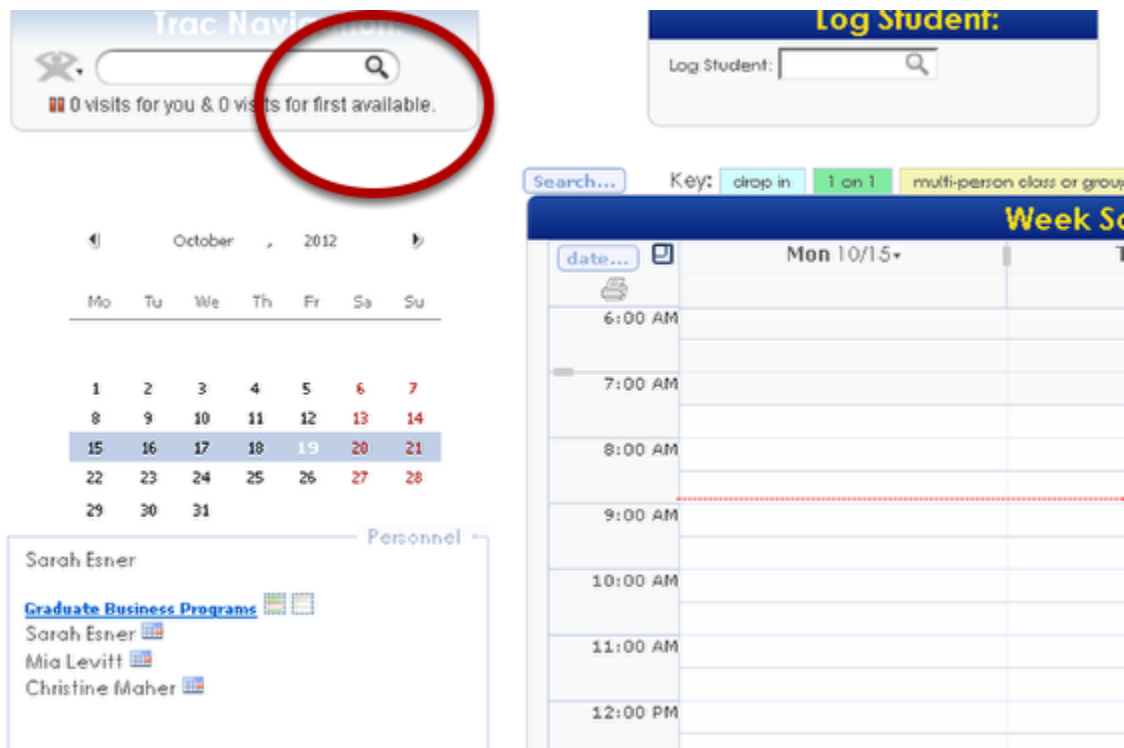 Trac Navigation:
0 visits for you & 0 visits for first available.
Log Student:
Log Student:
Search...
Key: drop in 1 on 1 multi-person class or group
October , 2012
Mo Tu We Th Fr Sa Su
1 2 3 4 5 6 7
8 9 10 11 12 13 14
15 16 17 18 19 20 21
22 23 24 25 26 27 28
29 30 31
Personnel
Sarah Esner
Graduate Business Programs
Sarah Esner
Mia Levitt
Christine Maher
Week Sc
date... Mon 10/15 T
6:00 AM
7:00 AM
8:00 AM
9:00 AM
10:00 AM
11:00 AM
12:00 PM